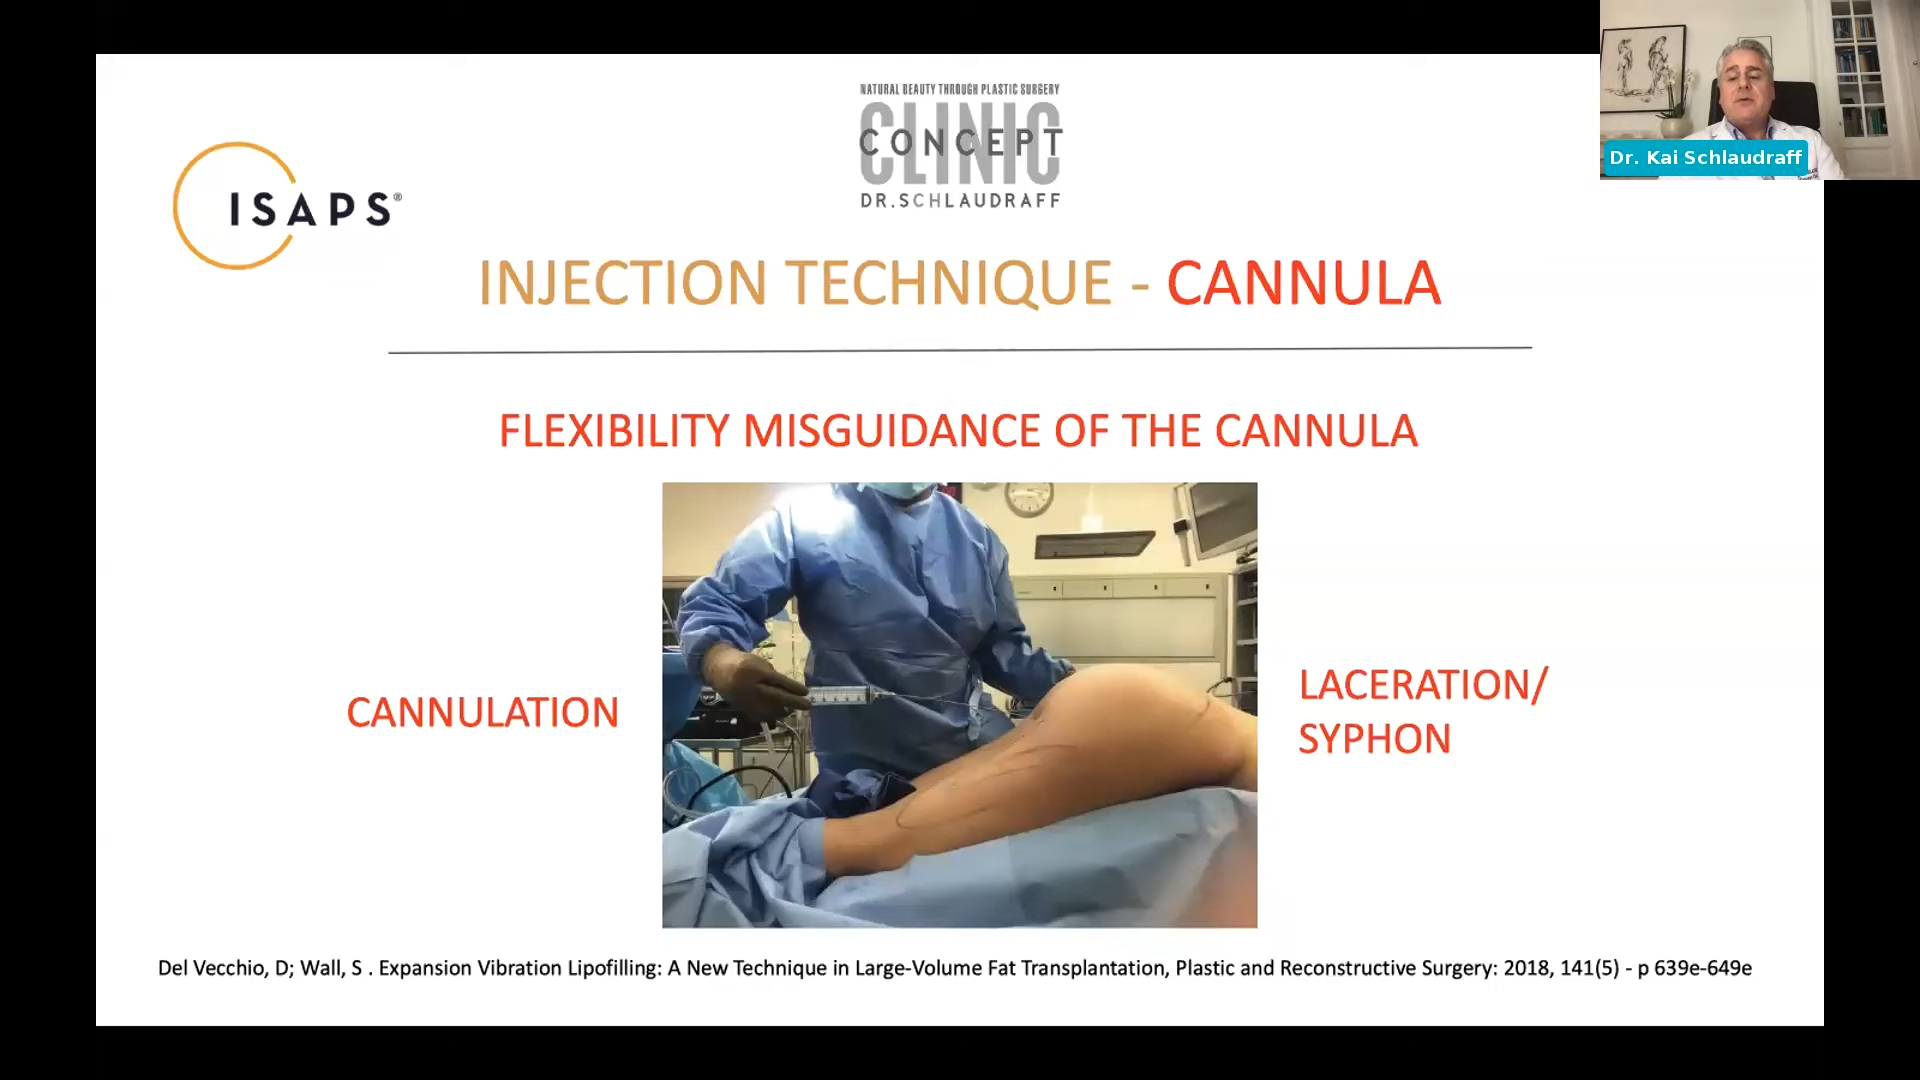 NATURAL BEAUTY THROUGH PLASTIC SURGERY
CLINIC
CONCEPT
DR.SCHLAUDRAFF
ISAPS®
Dr. Kai Schlaudraff
INJECTION TECHNIQUE - CANNULA
FLEXIBILITY MISGUIDANCE OF THE CANNULA
CANNULATION
LACERATION/
SYPHON
Del Vecchio, D; Wall, S . Expansion Vibration Lipofilling: A New Technique in Large-Volume Fat Transplantation, Plastic and Reconstructive Surgery: 2018, 141(5) - p 639e-649e